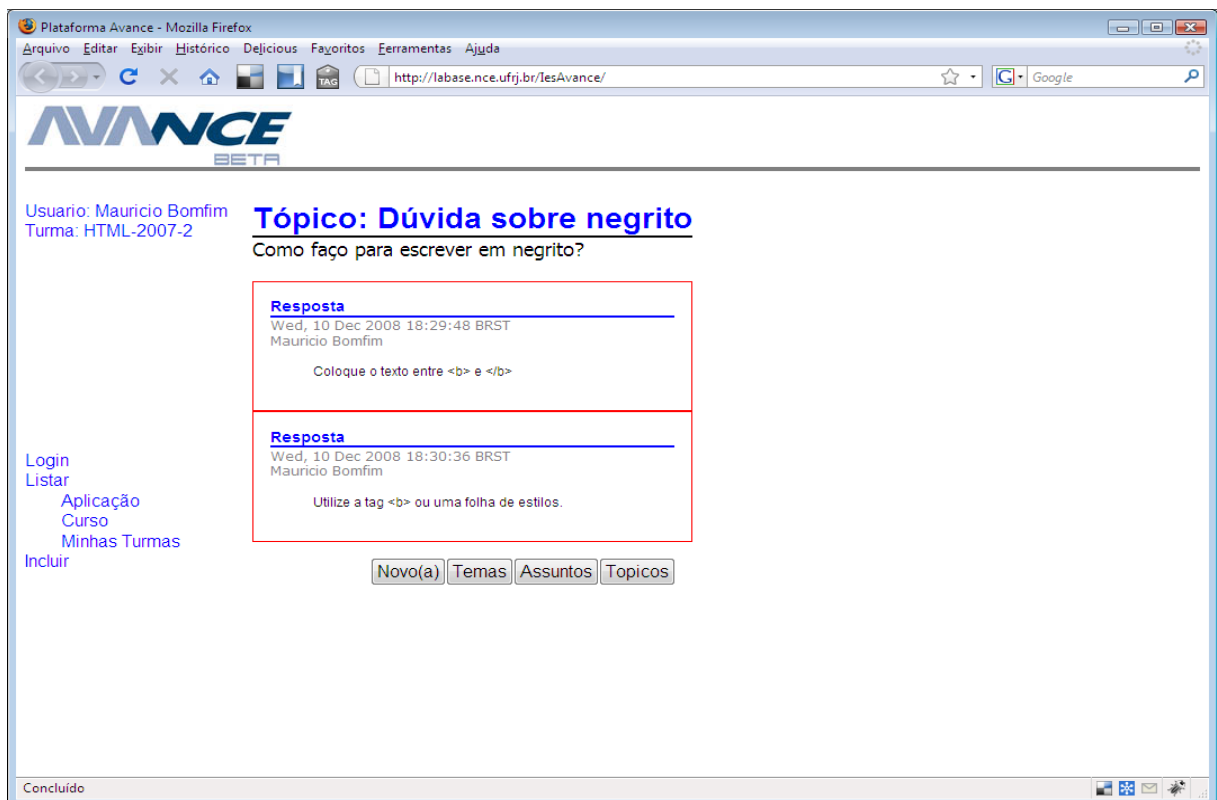 Plataforma Avance - Mozilla Firefox
Arquivo Editar Exibir Histórico Delicious Favoritos Ferramentas Ajuda
TAG http://labase.nce.ufrj.br/IesAvance/ G Google
AVANCE
BETA
Usuario: Mauricio Bomfim
Turma: HTML-2007-2
Tópico: Dúvida sobre negrito
Como faço para escrever em negrito?
Resposta
Wed, 10 Dec 2008 18:29:48 BRST
Mauricio Bomfim
Coloque o texto entre <b> e </b>
Resposta
Wed, 10 Dec 2008 18:30:36 BRST
Mauricio Bomfim
Utilize a tag <b> ou uma folha de estilos.
Login
Listar
Aplicação
Curso
Minhas Turmas
Incluir
Novo(a) Temas Assuntos Topicos
Concluído